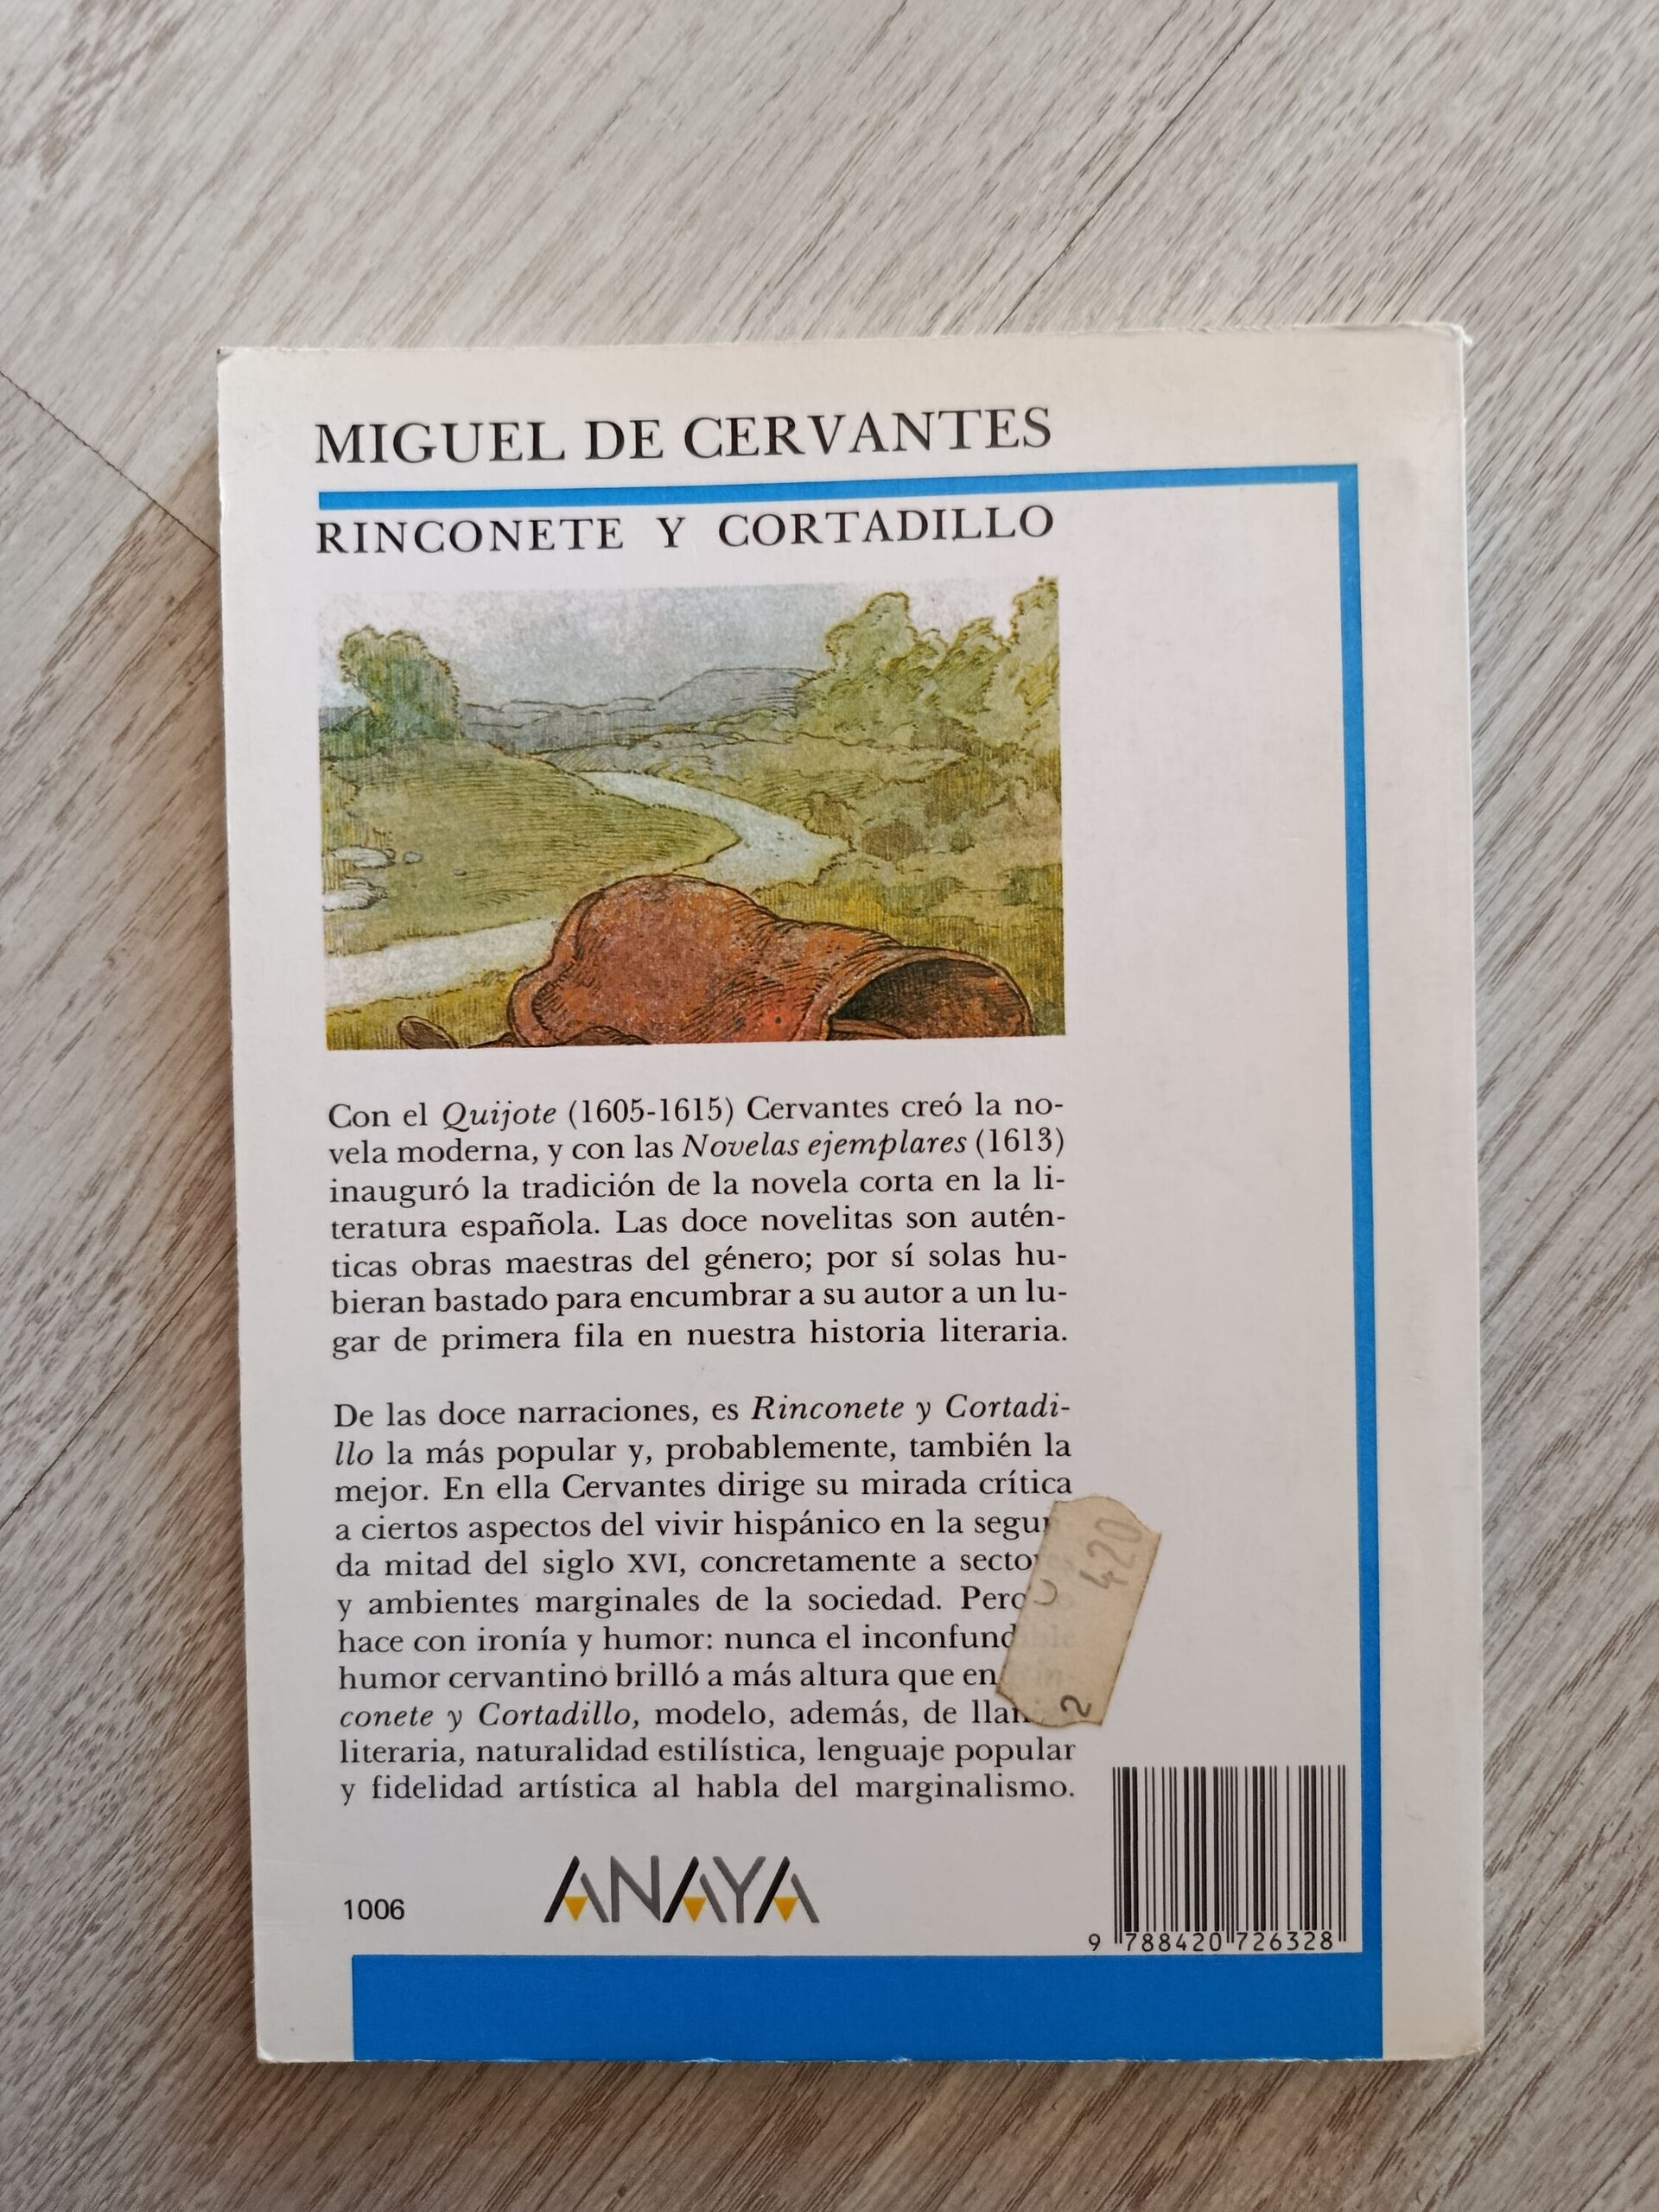 MIGUEL DE CERVANTES
RINCONETE Y CORTADILLO
Con el Quijote (1605-1615) Cervantes creó la no-
vela moderna, y con las Novelas ejemplares (1613)
inauguró la tradición de la novela corta en la li-
teratura española. Las doce novelitas son autén-
ticas obras maestras del género; por sí solas hu-
bieran bastado para encumbrar a su autor a un lu-
gar de primera fila en nuestra historia literaria.
De las doce narraciones, es Rinconete y Cortadi-
llo la más popular y, probablemente, también la
mejor. En ella Cervantes dirige su mirada crítica
a ciertos aspectos del vivir hispánico en la segun-
da mitad del siglo XVI, concretamente a sectores
y ambientes marginales de la sociedad. Pero
hace con ironía y humor: nunca el inconfundible
humor cervantino brilló a más altura que en Rin-
conete y Cortadillo, modelo, además, de
literaria, naturalidad estilística, lenguaje popular
y fidelidad artística al habla del marginalismo.
420
2
1006
ANAYA
9 788420 726328